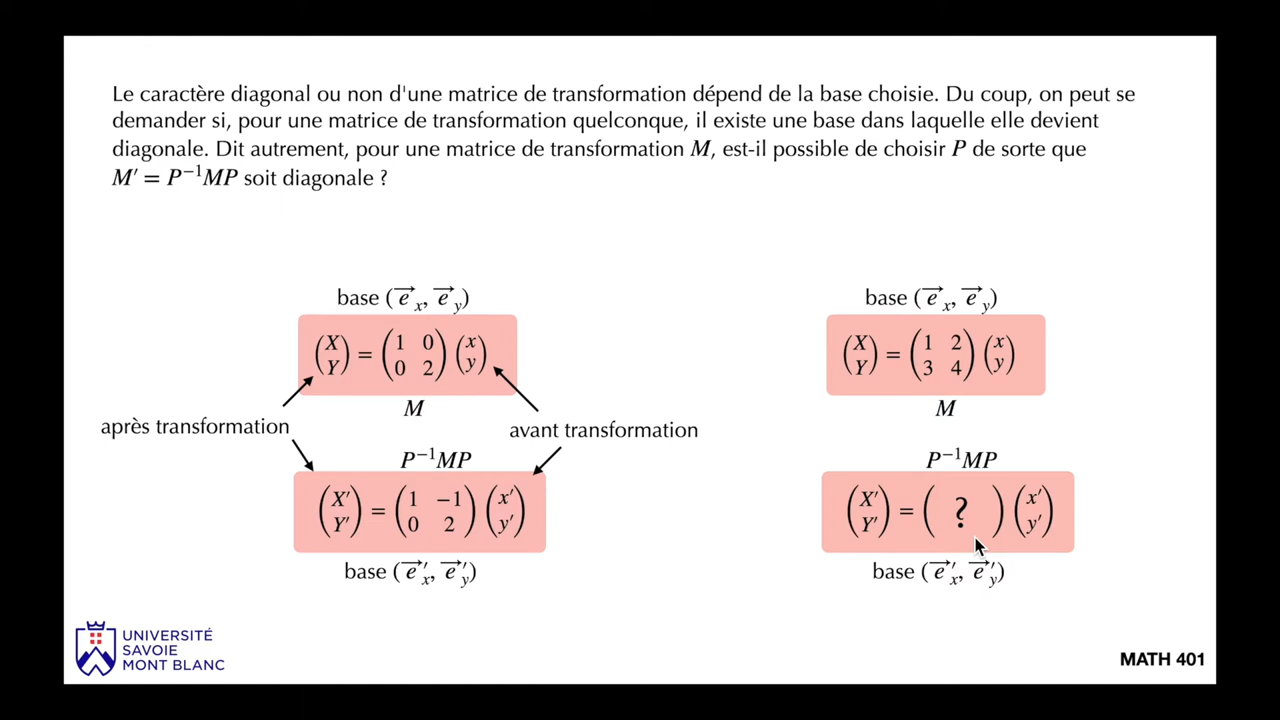 Le caractère diagonal ou non d'une matrice de transformation dépend de la base choisie. Du coup, on peut se
demander si, pour une matrice de transformation quelconque, il existe une base dans laquelle elle devient
diagonale. Dit autrement, pour une matrice de transformation M, est-il possible de choisir P de sorte que
M′ = P⁻¹MP soit diagonale ?
base (e⃗ₓ, e⃗ᵧ)
(X Y) = (1 0 0 2) (x y)
M
après transformation
avant transformation
P⁻¹MP
(X′ Y′) = (1 −1 0 2) (x′ y′)
base (e⃗′ₓ, e⃗′ᵧ)
base (e⃗ₓ, e⃗ᵧ)
(X Y) = (1 2 3 4) (x y)
M
P⁻¹MP
(X′ Y′) = ( ? ) (x′ y′)
base (e⃗′ₓ, e⃗′ᵧ)
UNIVERSITÉ
SAVOIE
MONT BLANC
MATH 401